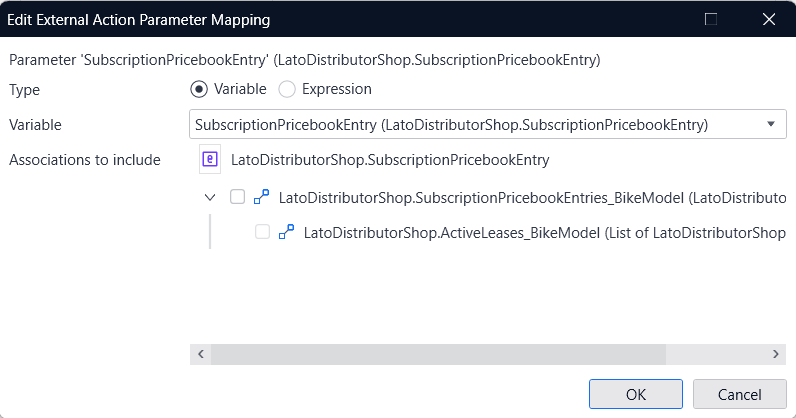 Edit External Action Parameter Mapping
Parameter 'SubscriptionPricebookEntry' (LatoDistributorShop.SubscriptionPricebookEntry)
Type Variable Expression
Variable SubscriptionPricebookEntry (LatoDistributorShop.SubscriptionPricebookEntry)
Associations to include LatoDistributorShop.SubscriptionPricebookEntry
LatoDistributorShop.SubscriptionPricebookEntries_BikeModel (LatoDistributo
LatoDistributorShop.ActiveLeases_BikeModel (List of LatoDistributorShop
OK Cancel